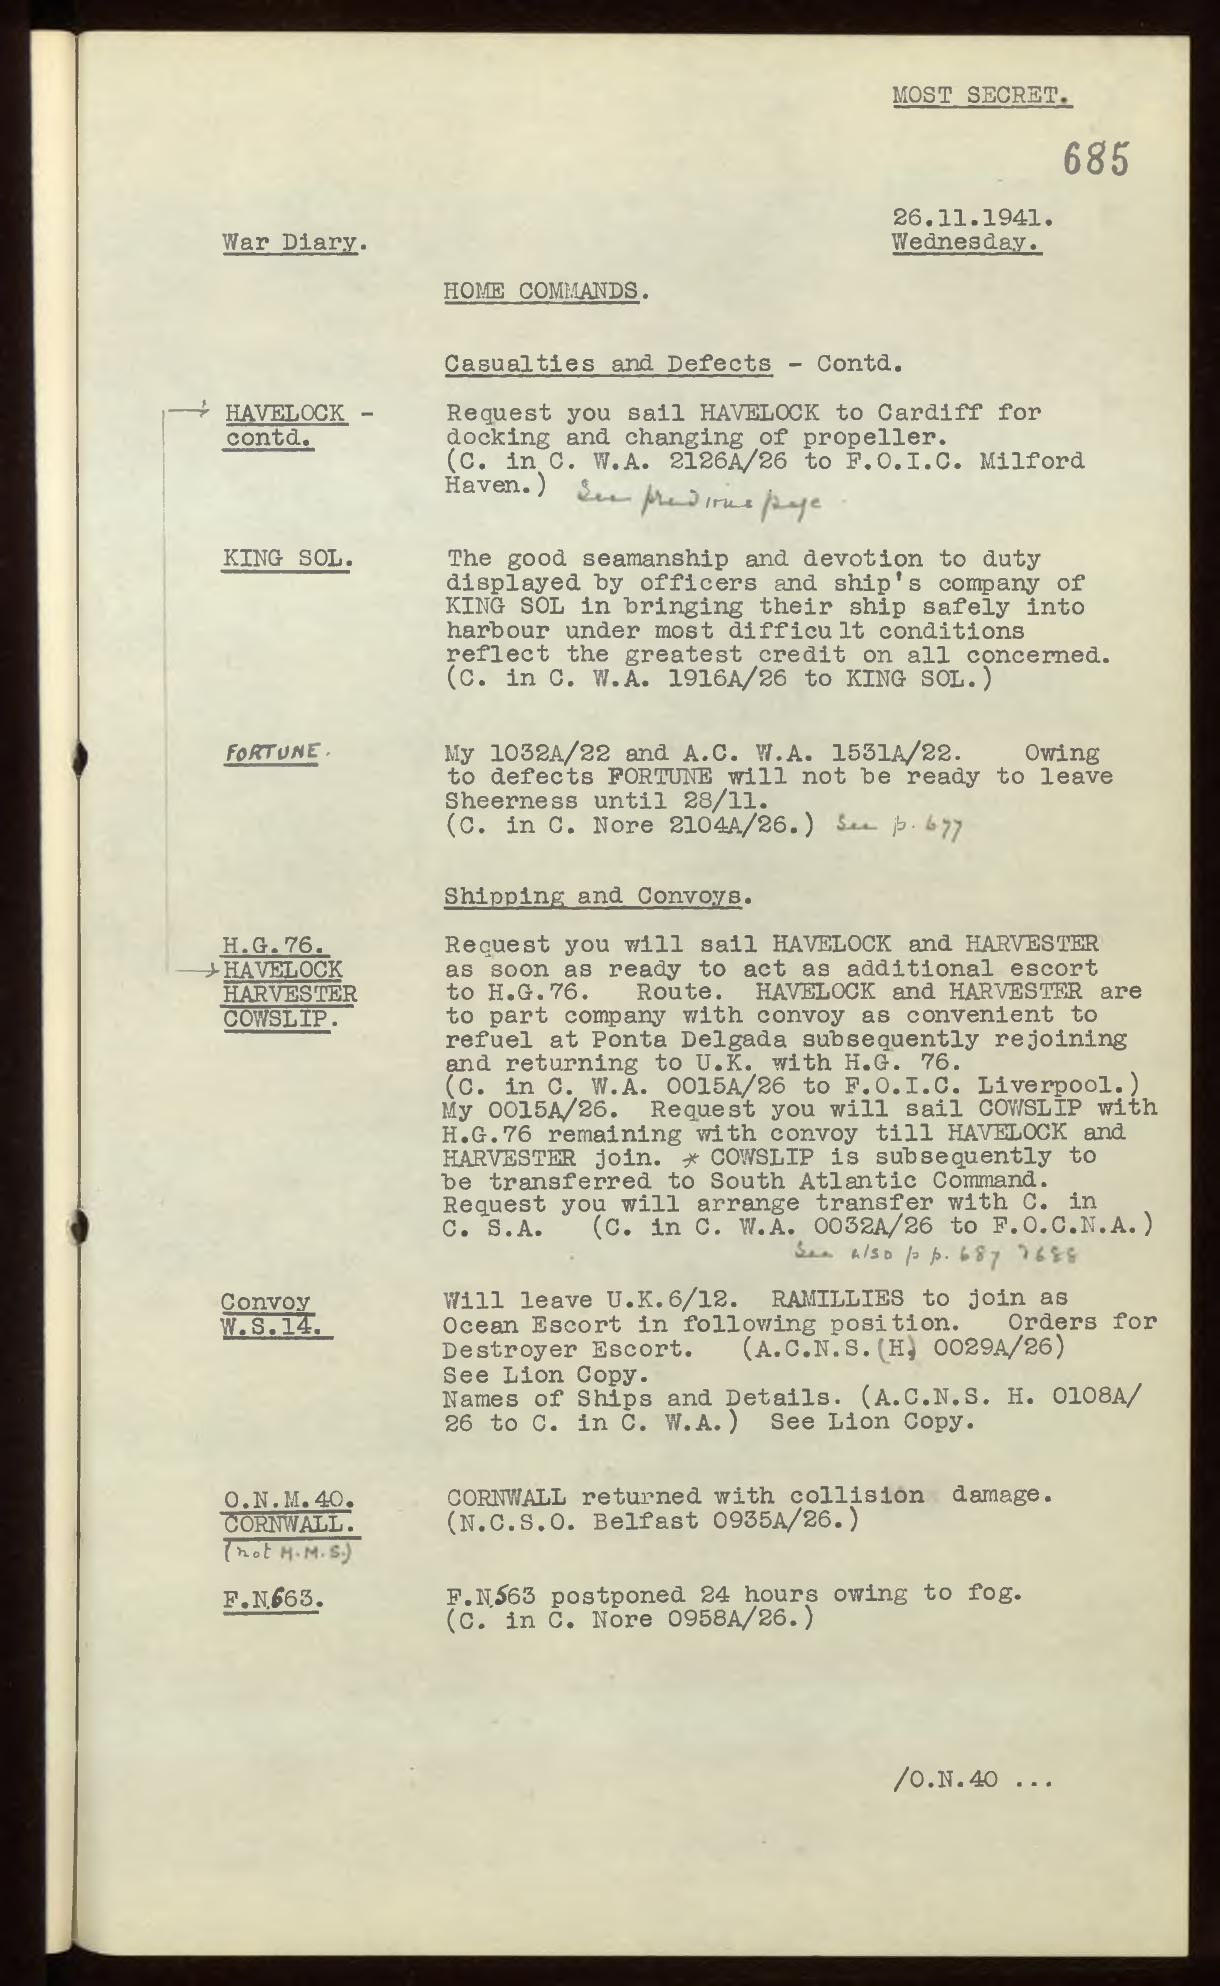 MOST SECRET.
685
26.11.1941.
War Diary.
Wednesday.
HOME COMMANDS.
Casualties and Defects - Contd.
HAVELOCK -
contd.
Request you sail HAVELOCK to Cardiff for
docking and changing of propeller.
(C. in C. W.A. 2126A/26 to F.O.I.C. Milford
Haven.) See previous page
KING SOL.
The good seamanship and devotion to duty
displayed by officers and ship's company of
KING SOL in bringing their ship safely into
harbour under most difficult conditions
reflect the greatest credit on all concerned.
(C. in C. W.A. 1916A/26 to KING SOL.)
FORTUNE.
My 1032A/22 and A.C. W.A. 1531A/22. Owing
to defects FORTUNE will not be ready to leave
Sheerness until 28/11.
(C. in C. Nore 2104A/26.) See p. 677
Shipping and Convoys.
H.G.76.
HAVELOCK
HARVESTER
COWSLIP.
Request you will sail HAVELOCK and HARVESTER
as soon as ready to act as additional escort
to H.G.76. Route. HAVELOCK and HARVESTER are
to part company with convoy as convenient to
refuel at Ponta Delgada subsequently rejoining
and returning to U.K. with H.G. 76.
(C. in C. W.A. 0015A/26 to F.O.I.C. Liverpool.)
My 0015A/26. Request you will sail COWSLIP with
H.G.76 remaining with convoy till HAVELOCK and
HARVESTER join. * COWSLIP is subsequently to
be transferred to South Atlantic Command.
Request you will arrange transfer with C. in
C. S.A. (C. in C. W.A. 0032A/26 to F.O.C.N.A.)
See also p p. 687 688
Convoy
W.S.14.
Will leave U.K.6/12. RAMILLIES to join as
Ocean Escort in following position. Orders for
Destroyer Escort. (A.C.N.S.(H) 0029A/26)
See Lion Copy.
Names of Ships and Details. (A.C.N.S. H. 0108A/
26 to C. in C. W.A.) See Lion Copy.
O.N.M.40.
CORNWALL.
(not H.M.S.)
CORNWALL returned with collision damage.
(N.C.S.O. Belfast 0935A/26.)
F.N.563.
F.N.563 postponed 24 hours owing to fog.
(C. in C. Nore 0958A/26.)
/O.N.40 ...